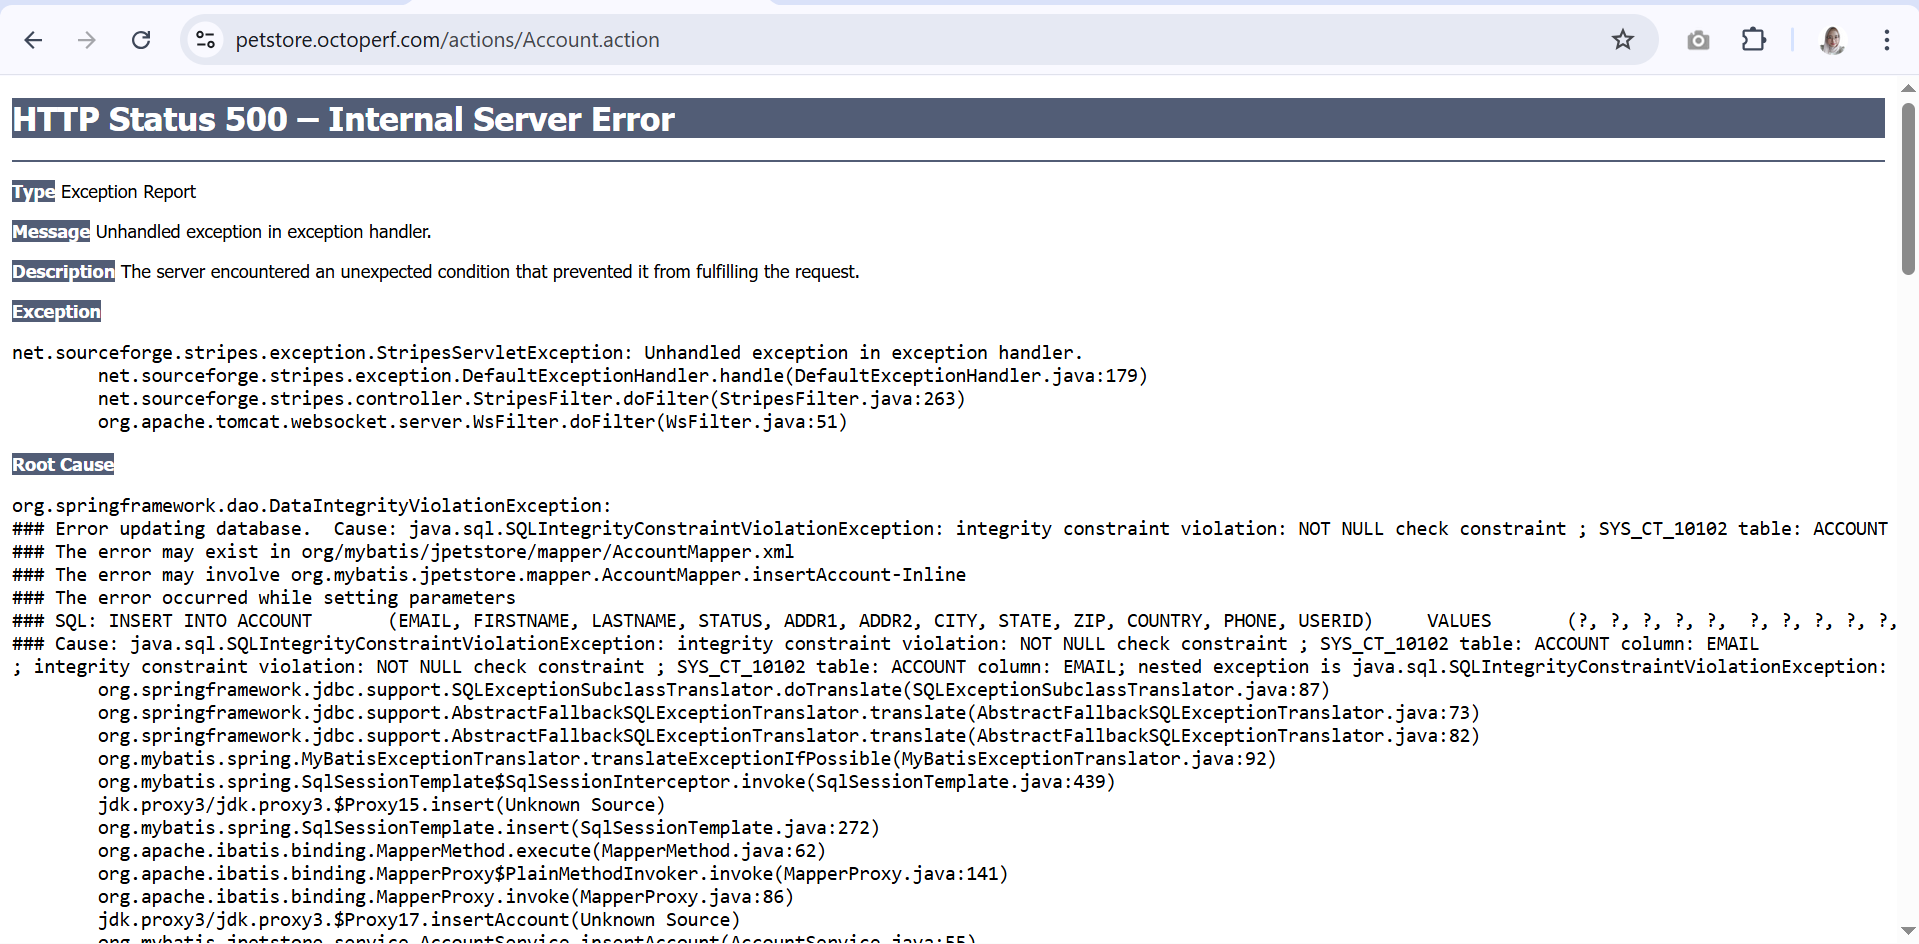 petstore.octoperf.com/actions/Account.action
HTTP Status 500 – Internal Server Error
Type Exception Report
Message Unhandled exception in exception handler.
Description The server encountered an unexpected condition that prevented it from fulfilling the request.
Exception
net.sourceforge.stripes.exception.StripesServletException: Unhandled exception in exception handler.
net.sourceforge.stripes.exception.DefaultExceptionHandler.handle(DefaultExceptionHandler.java:179)
net.sourceforge.stripes.controller.StripesFilter.doFilter(StripesFilter.java:263)
org.apache.tomcat.websocket.server.WsFilter.doFilter(WsFilter.java:51)
Root Cause
org.springframework.dao.DataIntegrityViolationException:
### Error updating database.  Cause: java.sql.SQLIntegrityConstraintViolationException: integrity constraint violation: NOT NULL check constraint ; SYS_CT_10102 table: ACCOUNT
### The error may exist in org/mybatis/jpetstore/mapper/AccountMapper.xml
### The error may involve org.mybatis.jpetstore.mapper.AccountMapper.insertAccount-Inline
### The error occurred while setting parameters
### SQL: INSERT INTO ACCOUNT       (EMAIL, FIRSTNAME, LASTNAME, STATUS, ADDR1, ADDR2, CITY, STATE, ZIP, COUNTRY, PHONE, USERID)     VALUES       (?, ?, ?, ?, ?,  ?, ?, ?, ?, ?,
### Cause: java.sql.SQLIntegrityConstraintViolationException: integrity constraint violation: NOT NULL check constraint ; SYS_CT_10102 table: ACCOUNT column: EMAIL
; integrity constraint violation: NOT NULL check constraint ; SYS_CT_10102 table: ACCOUNT column: EMAIL; nested exception is java.sql.SQLIntegrityConstraintViolationException:
org.springframework.jdbc.support.SQLExceptionSubclassTranslator.doTranslate(SQLExceptionSubclassTranslator.java:87)
org.springframework.jdbc.support.AbstractFallbackSQLExceptionTranslator.translate(AbstractFallbackSQLExceptionTranslator.java:73)
org.springframework.jdbc.support.AbstractFallbackSQLExceptionTranslator.translate(AbstractFallbackSQLExceptionTranslator.java:82)
org.mybatis.spring.MyBatisExceptionTranslator.translateExceptionIfPossible(MyBatisExceptionTranslator.java:92)
org.mybatis.spring.SqlSessionTemplate$SqlSessionInterceptor.invoke(SqlSessionTemplate.java:439)
jdk.proxy3/jdk.proxy3.$Proxy15.insert(Unknown Source)
org.mybatis.spring.SqlSessionTemplate.insert(SqlSessionTemplate.java:272)
org.apache.ibatis.binding.MapperMethod.execute(MapperMethod.java:62)
org.apache.ibatis.binding.MapperProxy$PlainMethodInvoker.invoke(MapperProxy.java:141)
org.apache.ibatis.binding.MapperProxy.invoke(MapperProxy.java:86)
jdk.proxy3/jdk.proxy3.$Proxy17.insertAccount(Unknown Source)
org.mybatis.jpetstore.service.AccountService.insertAccount(AccountService.java:55)